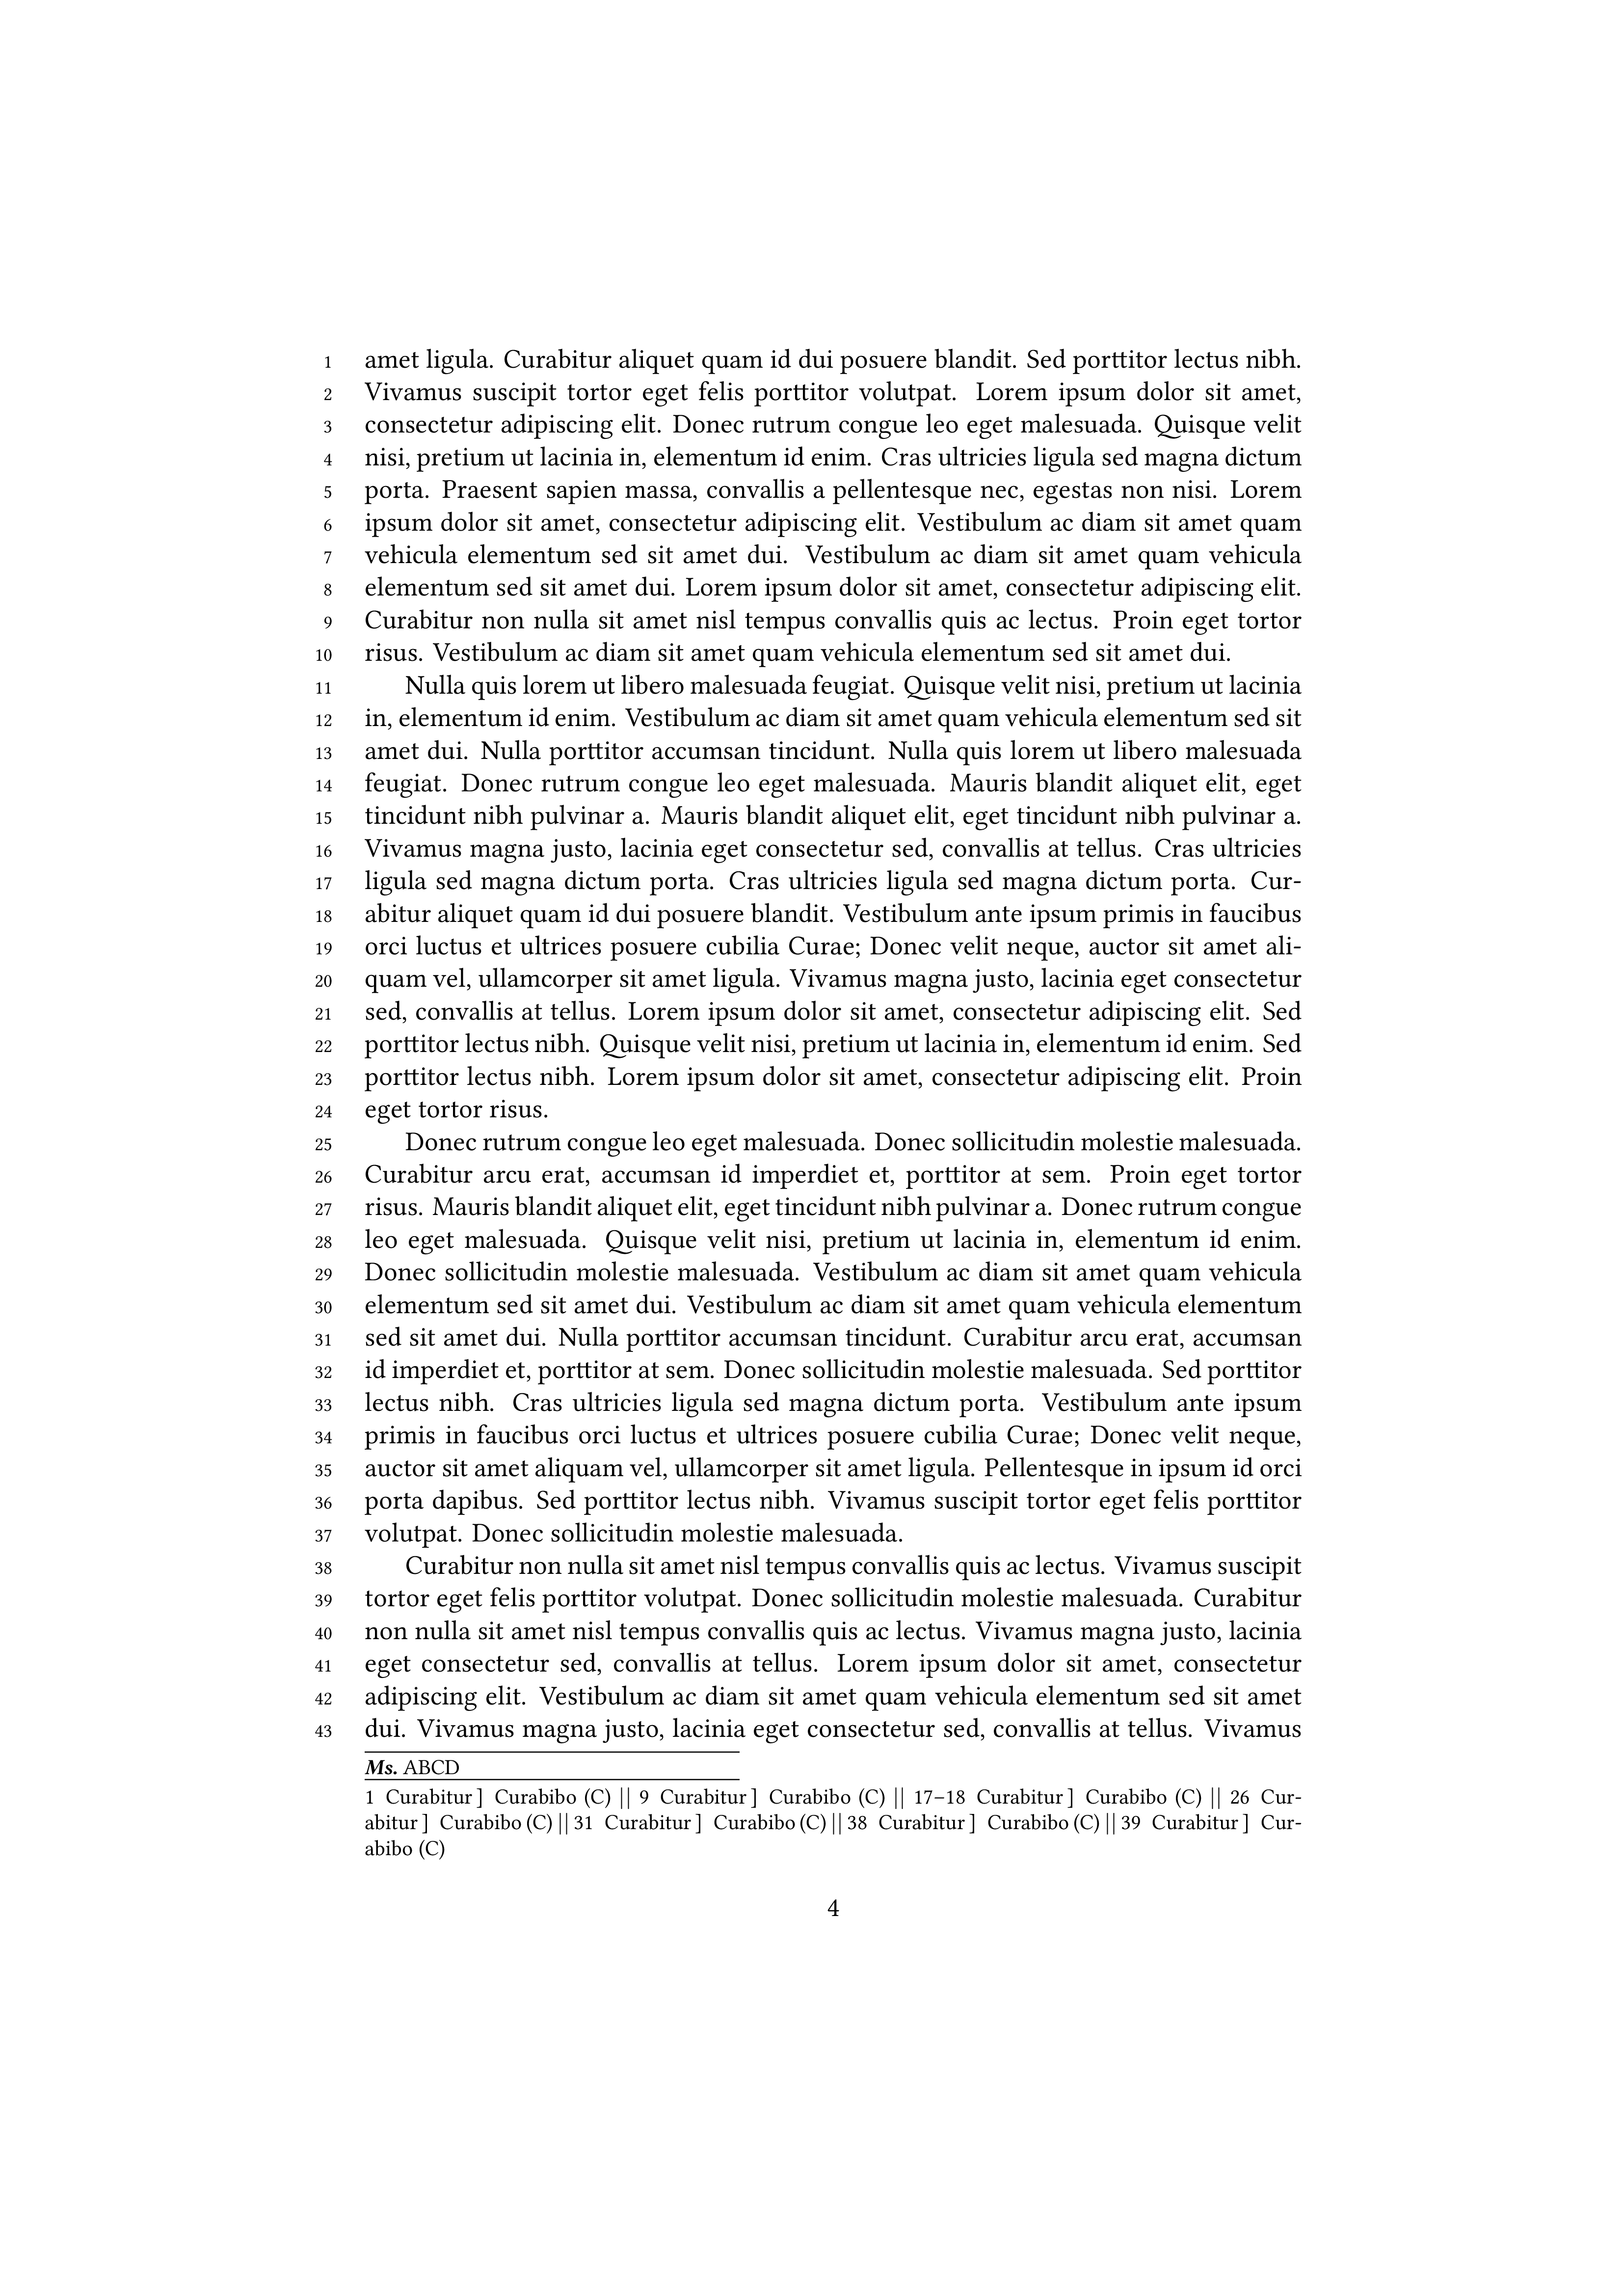 1 amet ligula. Curabitur aliquet quam id dui posuere blandit. Sed porttitor lectus nibh.
2 Vivamus suscipit tortor eget felis porttitor volutpat. Lorem ipsum dolor sit amet,
3 consectetur adipiscing elit. Donec rutrum congue leo eget malesuada. Quisque velit
4 nisi, pretium ut lacinia in, elementum id enim. Cras ultricies ligula sed magna dictum
5 porta. Praesent sapien massa, convallis a pellentesque nec, egestas non nisi. Lorem
6 ipsum dolor sit amet, consectetur adipiscing elit. Vestibulum ac diam sit amet quam
7 vehicula elementum sed sit amet dui. Vestibulum ac diam sit amet quam vehicula
8 elementum sed sit amet dui. Lorem ipsum dolor sit amet, consectetur adipiscing elit.
9 Curabitur non nulla sit amet nisl tempus convallis quis ac lectus. Proin eget tortor
10 risus. Vestibulum ac diam sit amet quam vehicula elementum sed sit amet dui.
11 Nulla quis lorem ut libero malesuada feugiat. Quisque velit nisi, pretium ut lacinia
12 in, elementum id enim. Vestibulum ac diam sit amet quam vehicula elementum sed sit
13 amet dui. Nulla porttitor accumsan tincidunt. Nulla quis lorem ut libero malesuada
14 feugiat. Donec rutrum congue leo eget malesuada. Mauris blandit aliquet elit, eget
15 tincidunt nibh pulvinar a. Mauris blandit aliquet elit, eget tincidunt nibh pulvinar a.
16 Vivamus magna justo, lacinia eget consectetur sed, convallis at tellus. Cras ultricies
17 ligula sed magna dictum porta. Cras ultricies ligula sed magna dictum porta. Cur-
18 abitur aliquet quam id dui posuere blandit. Vestibulum ante ipsum primis in faucibus
19 orci luctus et ultrices posuere cubilia Curae; Donec velit neque, auctor sit amet ali-
20 quam vel, ullamcorper sit amet ligula. Vivamus magna justo, lacinia eget consectetur
21 sed, convallis at tellus. Lorem ipsum dolor sit amet, consectetur adipiscing elit. Sed
22 porttitor lectus nibh. Quisque velit nisi, pretium ut lacinia in, elementum id enim. Sed
23 porttitor lectus nibh. Lorem ipsum dolor sit amet, consectetur adipiscing elit. Proin
24 eget tortor risus.
25 Donec rutrum congue leo eget malesuada. Donec sollicitudin molestie malesuada.
26 Curabitur arcu erat, accumsan id imperdiet et, porttitor at sem. Proin eget tortor
27 risus. Mauris blandit aliquet elit, eget tincidunt nibh pulvinar a. Donec rutrum congue
28 leo eget malesuada. Quisque velit nisi, pretium ut lacinia in, elementum id enim.
29 Donec sollicitudin molestie malesuada. Vestibulum ac diam sit amet quam vehicula
30 elementum sed sit amet dui. Vestibulum ac diam sit amet quam vehicula elementum
31 sed sit amet dui. Nulla porttitor accumsan tincidunt. Curabitur arcu erat, accumsan
32 id imperdiet et, porttitor at sem. Donec sollicitudin molestie malesuada. Sed porttitor
33 lectus nibh. Cras ultricies ligula sed magna dictum porta. Vestibulum ante ipsum
34 primis in faucibus orci luctus et ultrices posuere cubilia Curae; Donec velit neque,
35 auctor sit amet aliquam vel, ullamcorper sit amet ligula. Pellentesque in ipsum id orci
36 porta dapibus. Sed porttitor lectus nibh. Vivamus suscipit tortor eget felis porttitor
37 volutpat. Donec sollicitudin molestie malesuada.
38 Curabitur non nulla sit amet nisl tempus convallis quis ac lectus. Vivamus suscipit
39 tortor eget felis porttitor volutpat. Donec sollicitudin molestie malesuada. Curabitur
40 non nulla sit amet nisl tempus convallis quis ac lectus. Vivamus magna justo, lacinia
41 eget consectetur sed, convallis at tellus. Lorem ipsum dolor sit amet, consectetur
42 adipiscing elit. Vestibulum ac diam sit amet quam vehicula elementum sed sit amet
43 dui. Vivamus magna justo, lacinia eget consectetur sed, convallis at tellus. Vivamus
Ms. ABCD
1 Curabitur ] Curabibo (C) || 9 Curabitur ] Curabibo (C) || 17–18 Curabitur ] Curabibo (C) || 26 Cur-
abitur ] Curabibo (C) || 31 Curabitur ] Curabibo (C) || 38 Curabitur ] Curabibo (C) || 39 Curabitur ] Cur-
abibo (C)
4